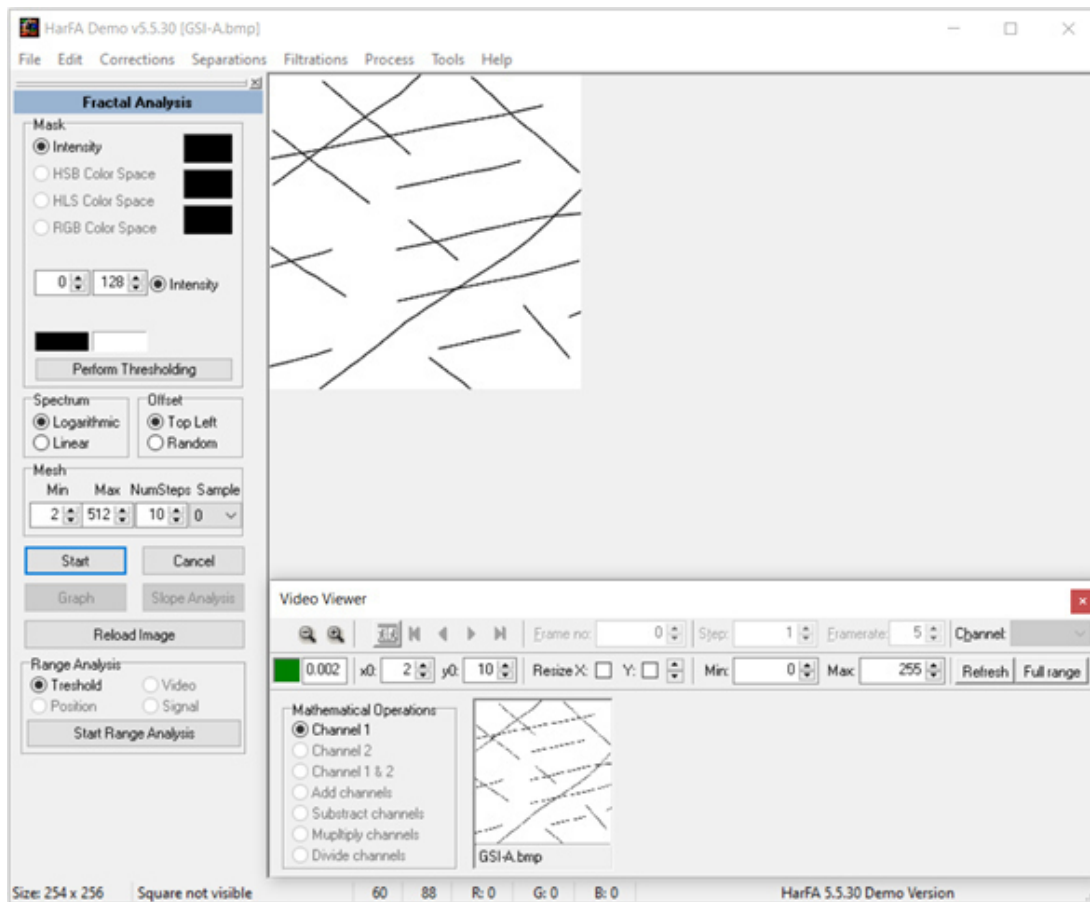 HarFA Demo v5.5.30 [GSI-A.bmp]
File Edit Corrections Separations Filtrations Process Tools Help
Fractal Analysis
Mask
Intensity
HSB Color Space
HLS Color Space
RGB Color Space
0 128 Intensity
Perform Thresholding
Spectrum Offset
Logarithmic Top Left
Linear Random
Mesh
Min Max NumSteps Sample
2 512 10 0
Start Cancel
Graph Slope Analysis
Reload Image
Range Analysis
Treshold Video
Position Signal
Start Range Analysis
Video Viewer
Frame no: 0 Step: 1 Framerate: 5 Channel:
0.002 x0: 2 y0: 10 Resize X: Y: Min: 0 Max: 255 Refresh Full range
Mathematical Operations
Channel 1
Channel 2
Channel 1 & 2
Add channels
Substract channels
Mupltiply channels
Divide channels
GSI-A.bmp
Size: 254 x 256 Square not visible 60 88 R: 0 G: 0 B: 0 HarFA 5.5.30 Demo Version